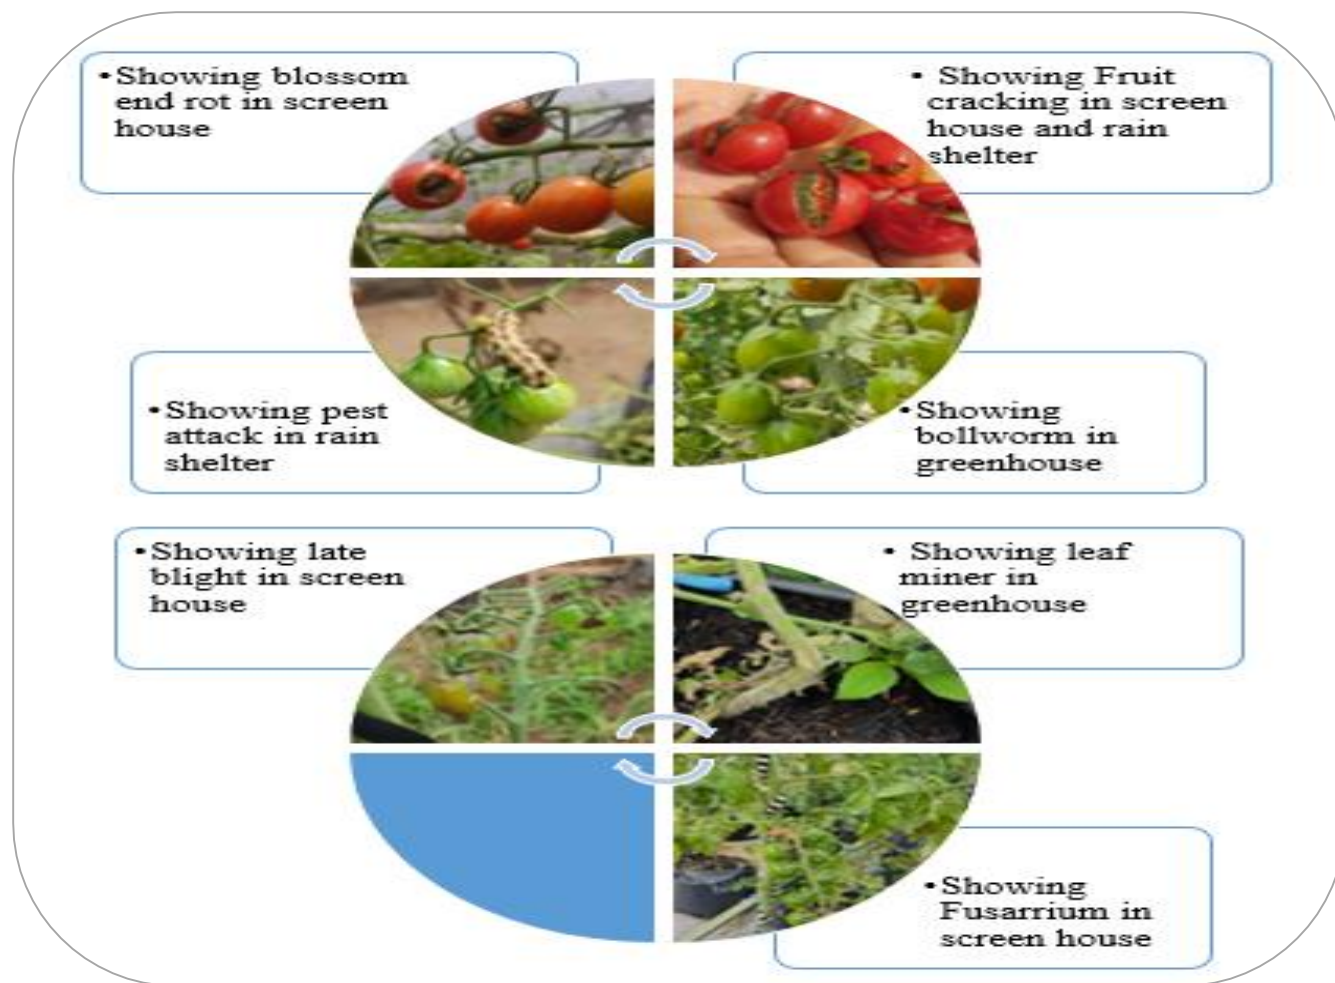 •Showing blossom
end rot in screen
house
• Showing Fruit
cracking in screen
house and rain
shelter
•Showing pest
attack in rain
shelter
•Showing
bollworm in
greenhouse
•Showing late
blight in screen
house
• Showing leaf
miner in
greenhouse
•Showing
Fusarrium in
screen house